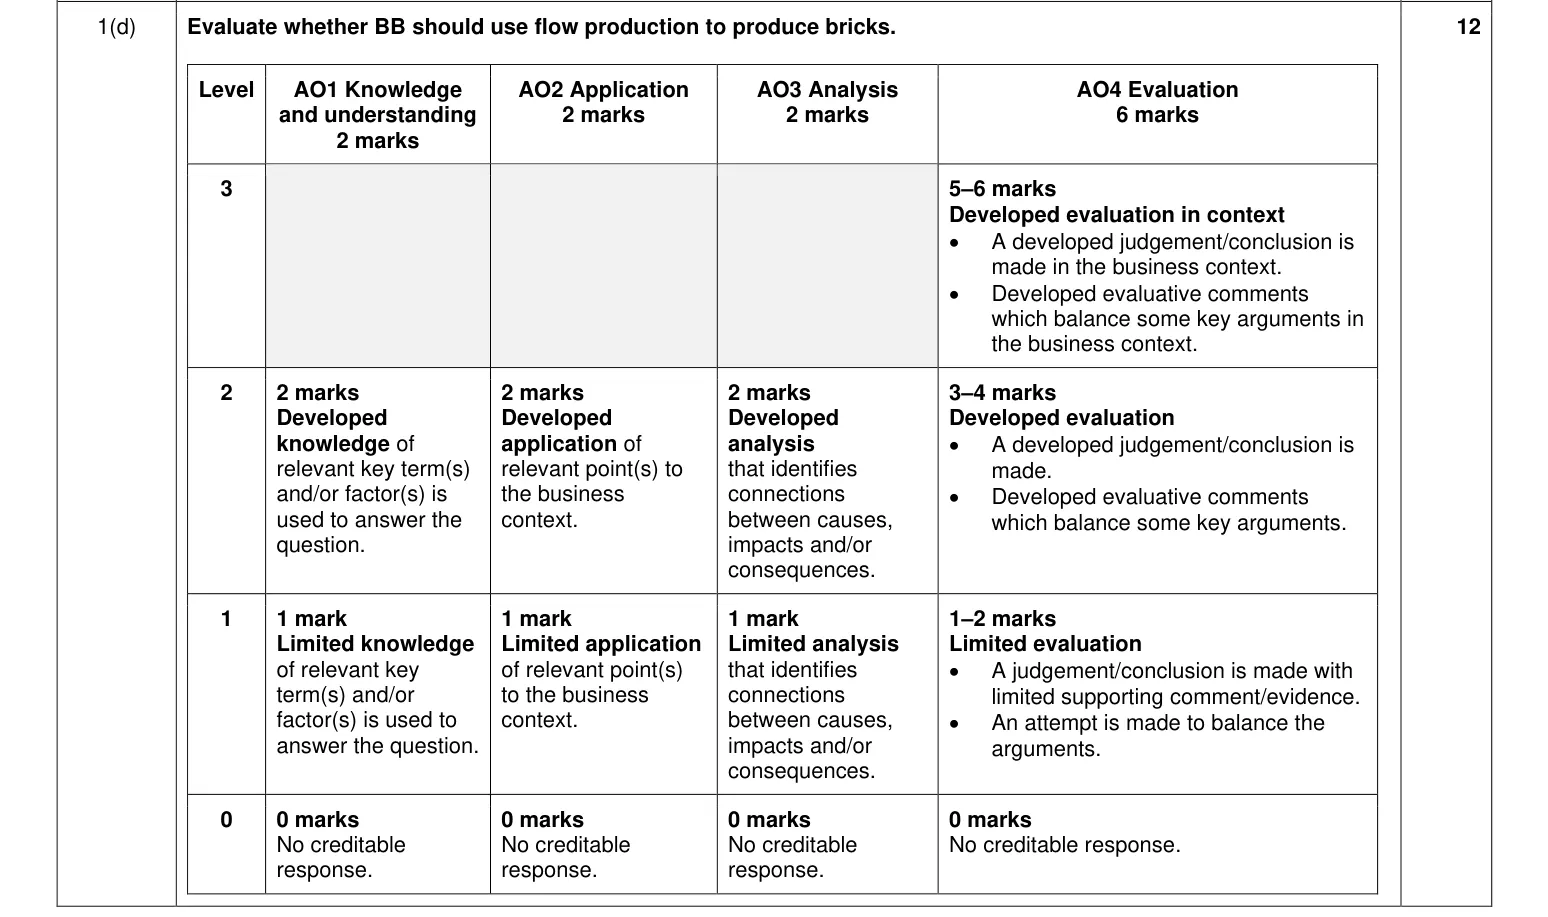 1(d)
Evaluate whether BB should use flow production to produce bricks.
12
Level
AO1 Knowledge
and understanding
2 marks
AO2 Application
2 marks
AO3 Analysis
2 marks
AO4 Evaluation
6 marks
3
5–6 marks
Developed evaluation in context
• A developed judgement/conclusion is
made in the business context.
• Developed evaluative comments
which balance some key arguments in
the business context.
2
2 marks
Developed
knowledge of
relevant key term(s)
and/or factor(s) is
used to answer the
question.
2 marks
Developed
application of
relevant point(s) to
the business
context.
2 marks
Developed
analysis
that identifies
connections
between causes,
impacts and/or
consequences.
3–4 marks
Developed evaluation
• A developed judgement/conclusion is
made.
• Developed evaluative comments
which balance some key arguments.
1
1 mark
Limited knowledge
of relevant key
term(s) and/or
factor(s) is used to
answer the question.
1 mark
Limited application
of relevant point(s)
to the business
context.
1 mark
Limited analysis
that identifies
connections
between causes,
impacts and/or
consequences.
1–2 marks
Limited evaluation
• A judgement/conclusion is made with
limited supporting comment/evidence.
• An attempt is made to balance the
arguments.
0
0 marks
No creditable
response.
0 marks
No creditable
response.
0 marks
No creditable
response.
0 marks
No creditable response.